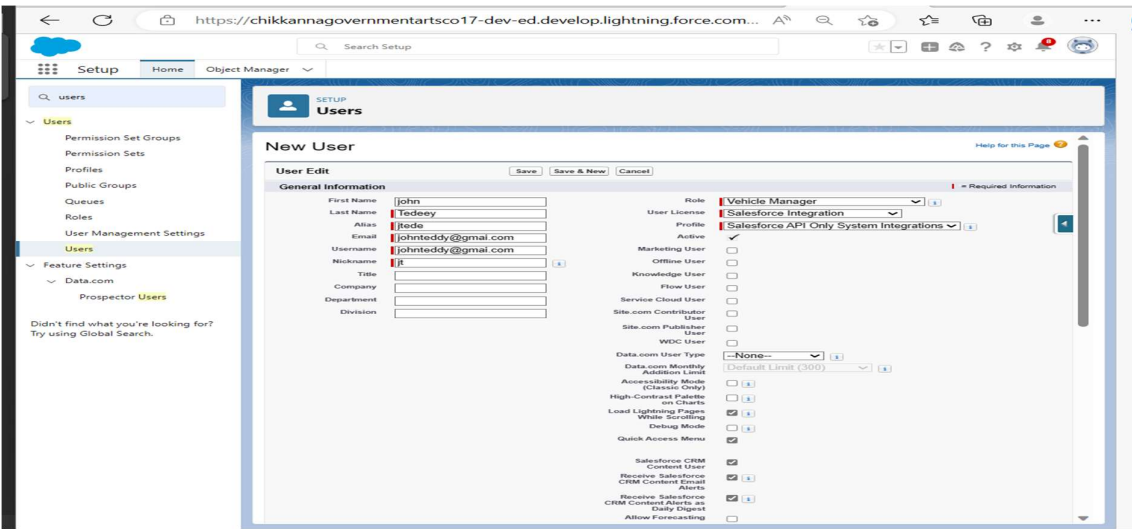 https://chikkannagovernmentartsco17-dev-ed.develop.lightning.force.com...
Search Setup
Setup
Home
Object Manager
users
Users
Permission Set Groups
Permission Sets
Profiles
Public Groups
Queues
Roles
User Management Settings
Users
Feature Settings
Data.com
Prospector Users
Didn't find what you're looking for?
Try using Global Search.
SETUP
Users
New User
Help for this Page
User Edit
Save
Save & New
Cancel
General Information
= Required Information
First Name john
Last Name Tedeey
Alias jtede
Email johnteddy@gmai.com
Username johnteddy@gmai.com
Nickname jt
Title
Company
Department
Division
Role Vehicle Manager
User License Salesforce Integration
Profile Salesforce API Only System Integrations
Active
Marketing User
Offline User
Knowledge User
Flow User
Service Cloud User
Site.com Contributor
User
Site.com Publisher
User
WDC User
Data.com User Type --None--
Data.com Monthly
Addition Limit
Default Limit (300)
Accessibility Mode
(Classic Only)
High-Contrast Palette
on Charts
Load Lightning Pages
While Scrolling
Debug Mode
Quick Access Menu
Salesforce CRM
Content User
Receive Salesforce
CRM Content Email
Alerts
Receive Salesforce
CRM Content Alerts as
Daily Digest
Allow Forecasting